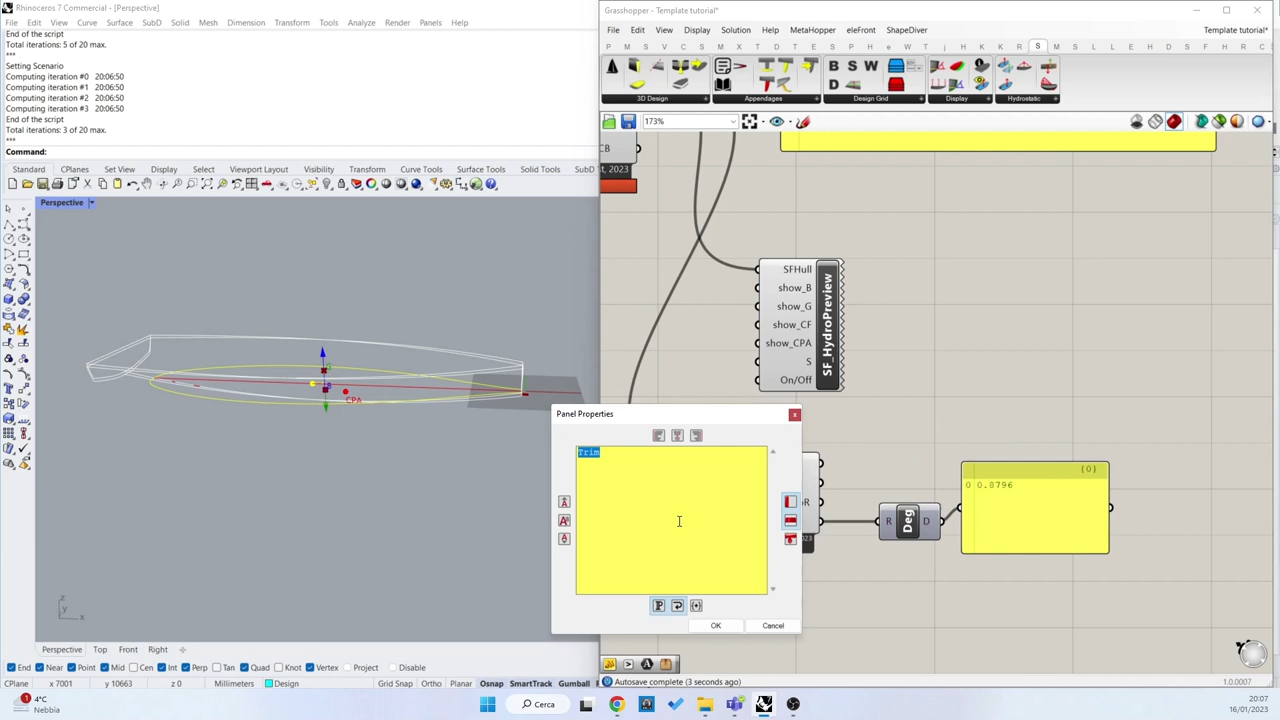 Rhinoceros 7 Commercial - [Perspective]
File Edit View Curve Surface SubD Solid Mesh Dimension Transform Tools Analyze Render Panels Help
End of the script
Total iterations: 5 of 20 max.
***
Setting Scenario
Computing iteration #0 20:06:50
Computing iteration #1 20:06:50
Computing iteration #2 20:06:50
Computing iteration #3 20:06:50
End of the script
Total iterations: 3 of 20 max.
***
Command:
Standard CPlanes Set View Display Select Viewport Layout Visibility Transform Curve Tools Surface Tools Solid Tools SubD
Perspective
CPA
z
y
x
Perspective Top Front Right
End Near Point Mid Cen Int Perp Tan Quad Knot Vertex Project Disable
CPlane x 7001 y 10663 z 0 Millimeters Design Grid Snap Ortho Planar Osnap SmartTrack Gumball
Grasshopper - Template tutorial*
File Edit View Display Solution Help MetaHopper eleFront ShapeDiver Template tutorial*
P M S V C S M X D W T e W D t j H C K K R S M S T E S D L L P D H F V H R C
B S W
3D Design Appendages Design Grid Display Hydrostatic
173%
CB
t, 2023
SFHull
show_B
show_G
show_CF
show_CPA
S
On/Off
SF_HydroPreview
Panel Properties
Trim
OK Cancel
R Deg D
{0}
0 0.8796
Autosave complete (3 seconds ago) 1.0.0007
1
4°C
Nebbia
Cerca
20:07
16/01/2023